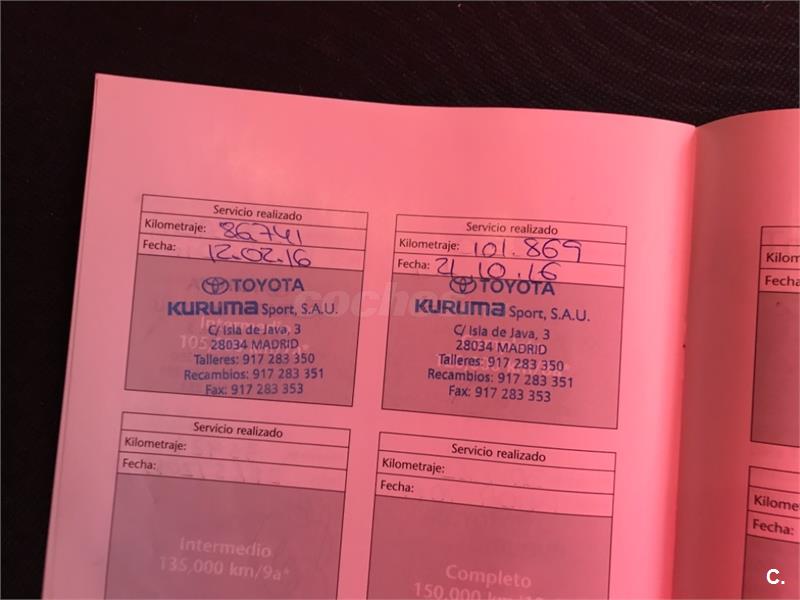 Servicio realizado
Kilometraje: 86.741
Fecha: 12.02.16
TOYOTA
KURUMA Sport, S.A.U.
C/ Isla de Java, 3
28034 MADRID
Talleres: 917 283 350
Recambios: 917 283 351
Fax: 917 283 353
Servicio realizado
Kilometraje: 101.869
Fecha: 21.10.16
TOYOTA
KURUMA Sport, S.A.U.
C/ Isla de Java, 3
28034 MADRID
Talleres: 917 283 350
Recambios: 917 283 351
Fax: 917 283 353
Servicio realizado
Kilometraje:
Fecha:
Intermedio
135,000 km/9a*
Servicio realizado
Kilometraje:
Fecha:
Completo
150,000 km/10
Kilom
Fecha:
Kilome
Fecha:
C.